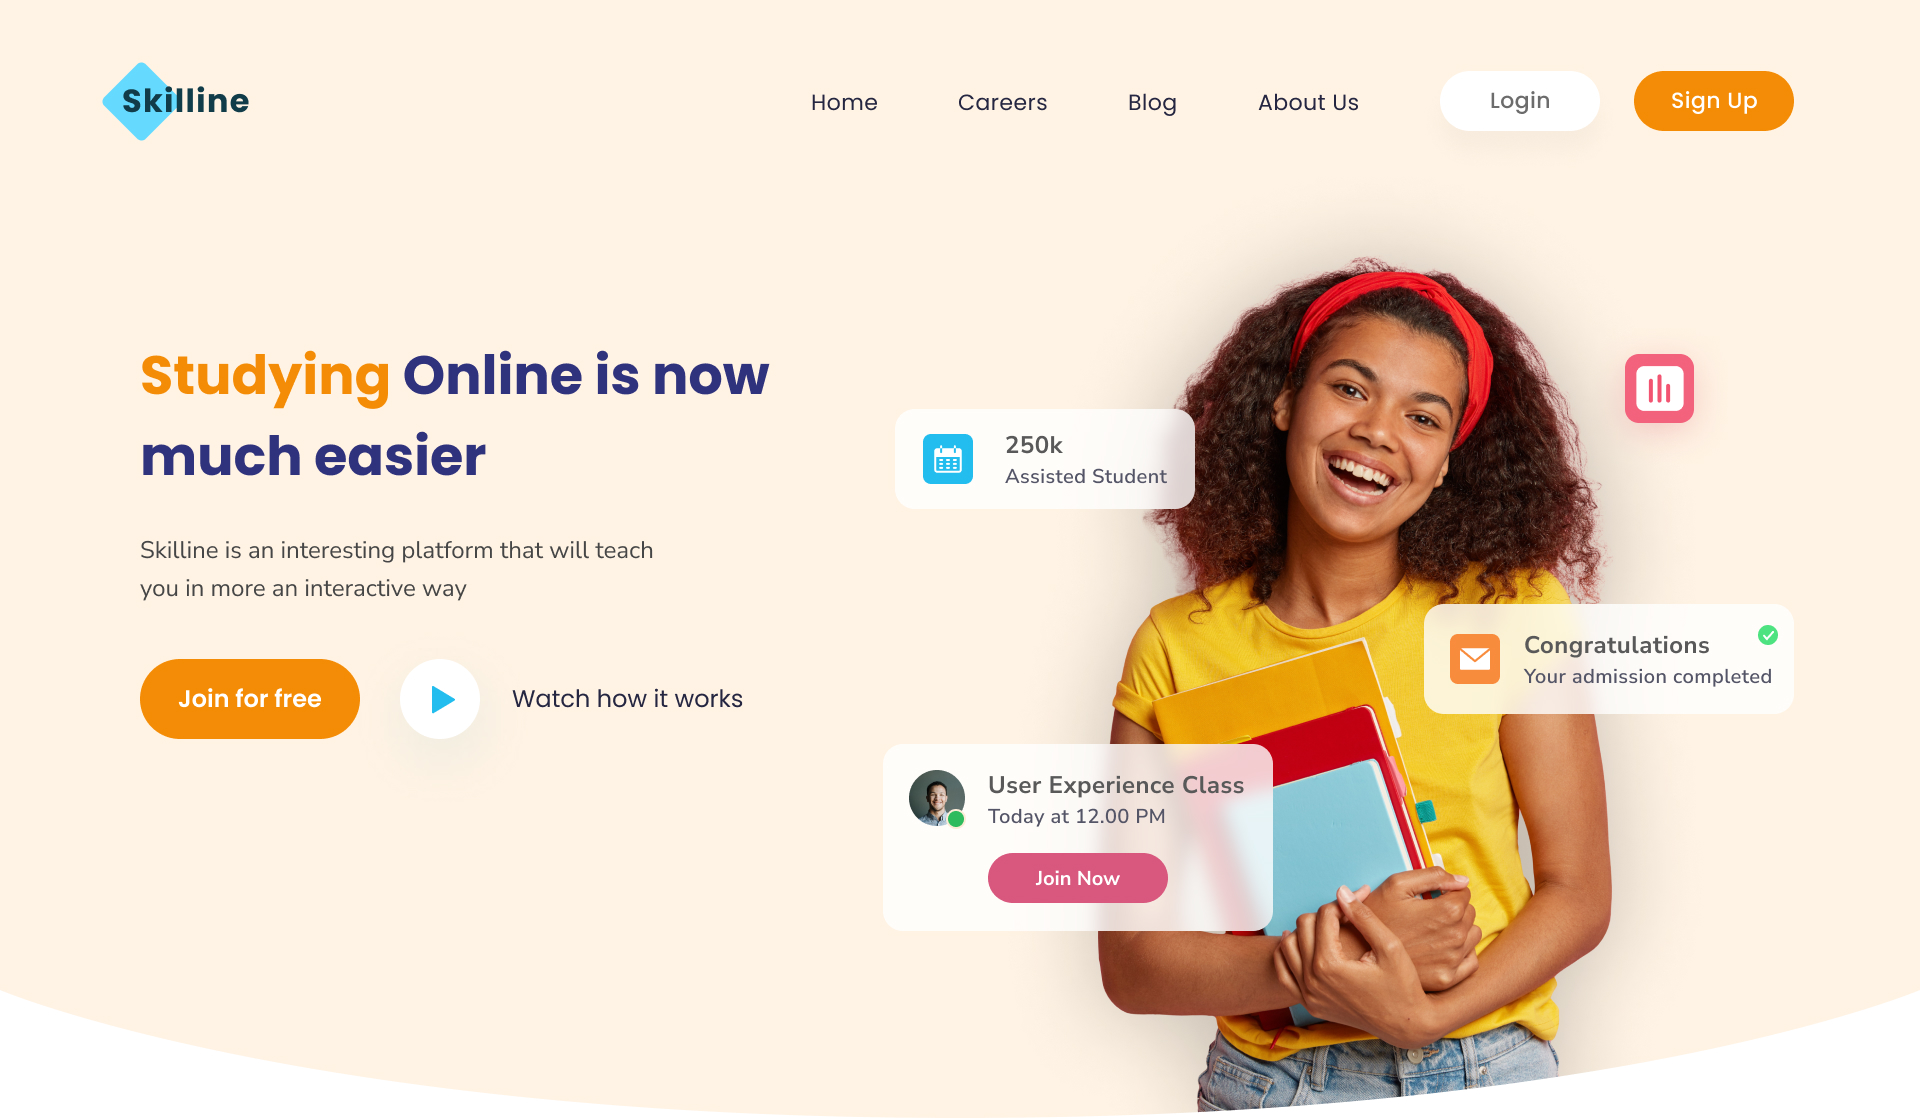 Skilline
Home
Careers
Blog
About Us
Login
Sign Up
Studying Online is now
much easier
Skilline is an interesting platform that will teach
you in more an interactive way
Join for free
Watch how it works
250k
Assisted Student
Congratulations
Your admission completed
User Experience Class
Today at 12.00 PM
Join Now